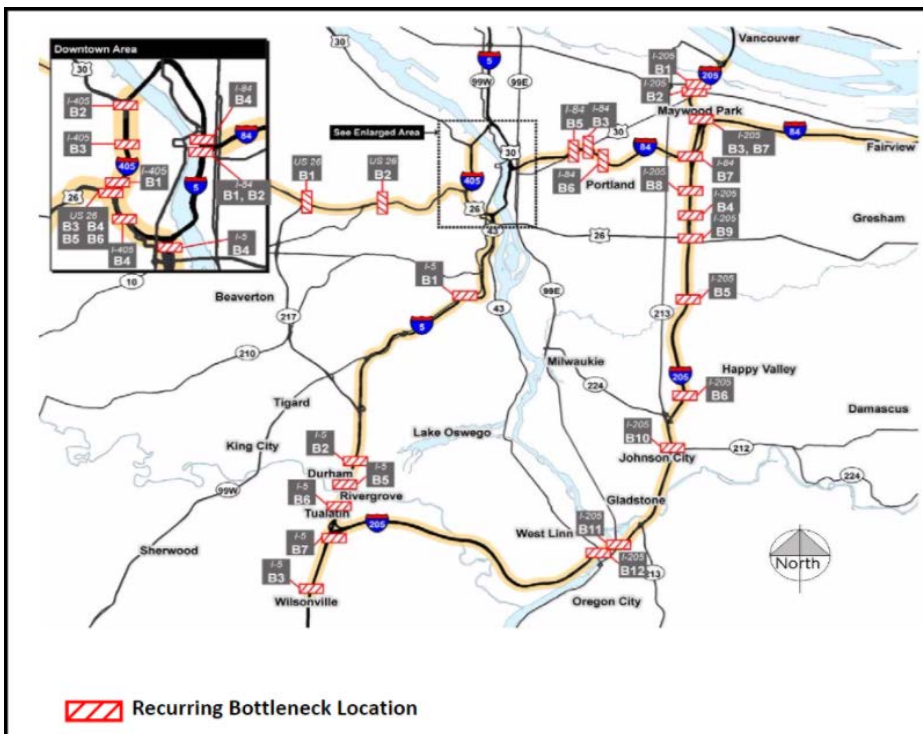 Downtown Area
30
I-405
B2
I-405
B3
405
I-405
B1
26
US 26
B3 B4
B5 B6
I-405
B4
5
I-84
B4
84
I-84
B1, B2
I-5
B4
10
30
5
99W
99E
Vancouver
I-205
B1
I-205
B2
205
Maywood Park
See Enlarged Area
I-84
B5
I-84
B3
30
30
I-205
B3, B7
84
Fairview
US 26
B1
US 26
B2
405
26
I-84
B6
84
Portland
I-84
B7
I-205
B8
I-205
B4
Gresham
I-205
B9
26
43
I-5
B1
Beaverton
217
5
43
99E
213
I-205
B5
210
Milwaukie
224
205
Happy Valley
I-205
B6
Tigard
Damascus
King City
Lake Oswego
I-205
B10
Johnson City
212
224
I-5
B2
Durham
I-5
B5
Rivergrove
99W
I-5
B6
Tualatin
Gladstone
I-5
B7
205
West Linn
I-205
B11
Sherwood
I-205
B12
213
North
I-5
B3
Wilsonville
Oregon City
Recurring Bottleneck Location